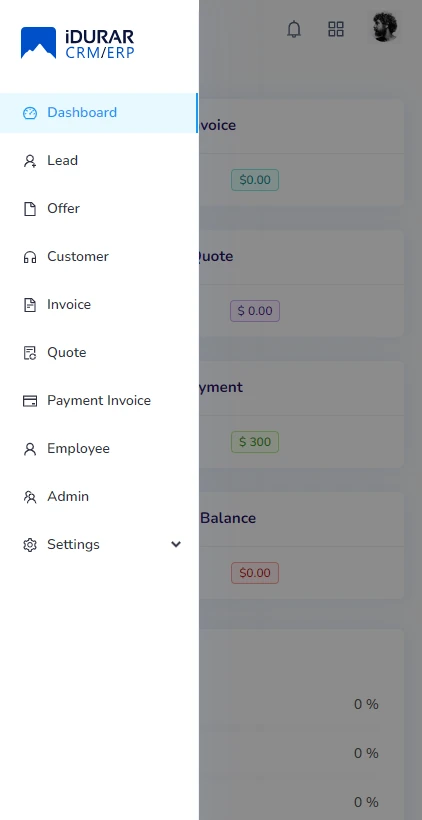 iDURAR
CRM/ERP
Dashboard
Lead
Offer
Customer
Invoice
Quote
Payment Invoice
Employee
Admin
Settings
voice
$0.00
Quote
$ 0.00
yment
$ 300
Balance
$0.00
0 %
0 %
0 %